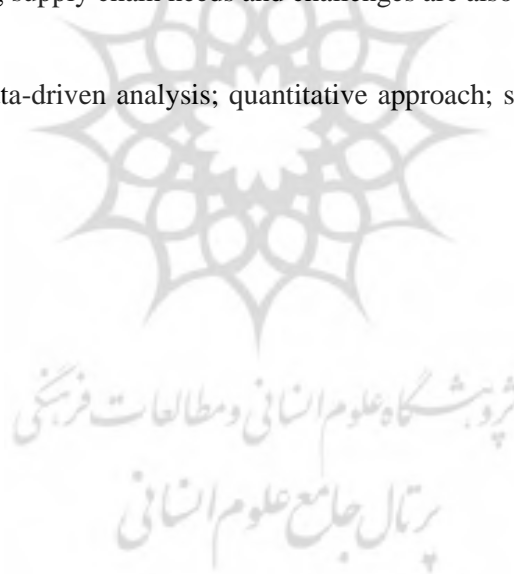 supply chain needs and challenges are also
ta-driven analysis; quantitative approach; s
پژوهشگاه علوم انسانی و مطالعات فرهنگی
پرتال جامع علوم انسانی